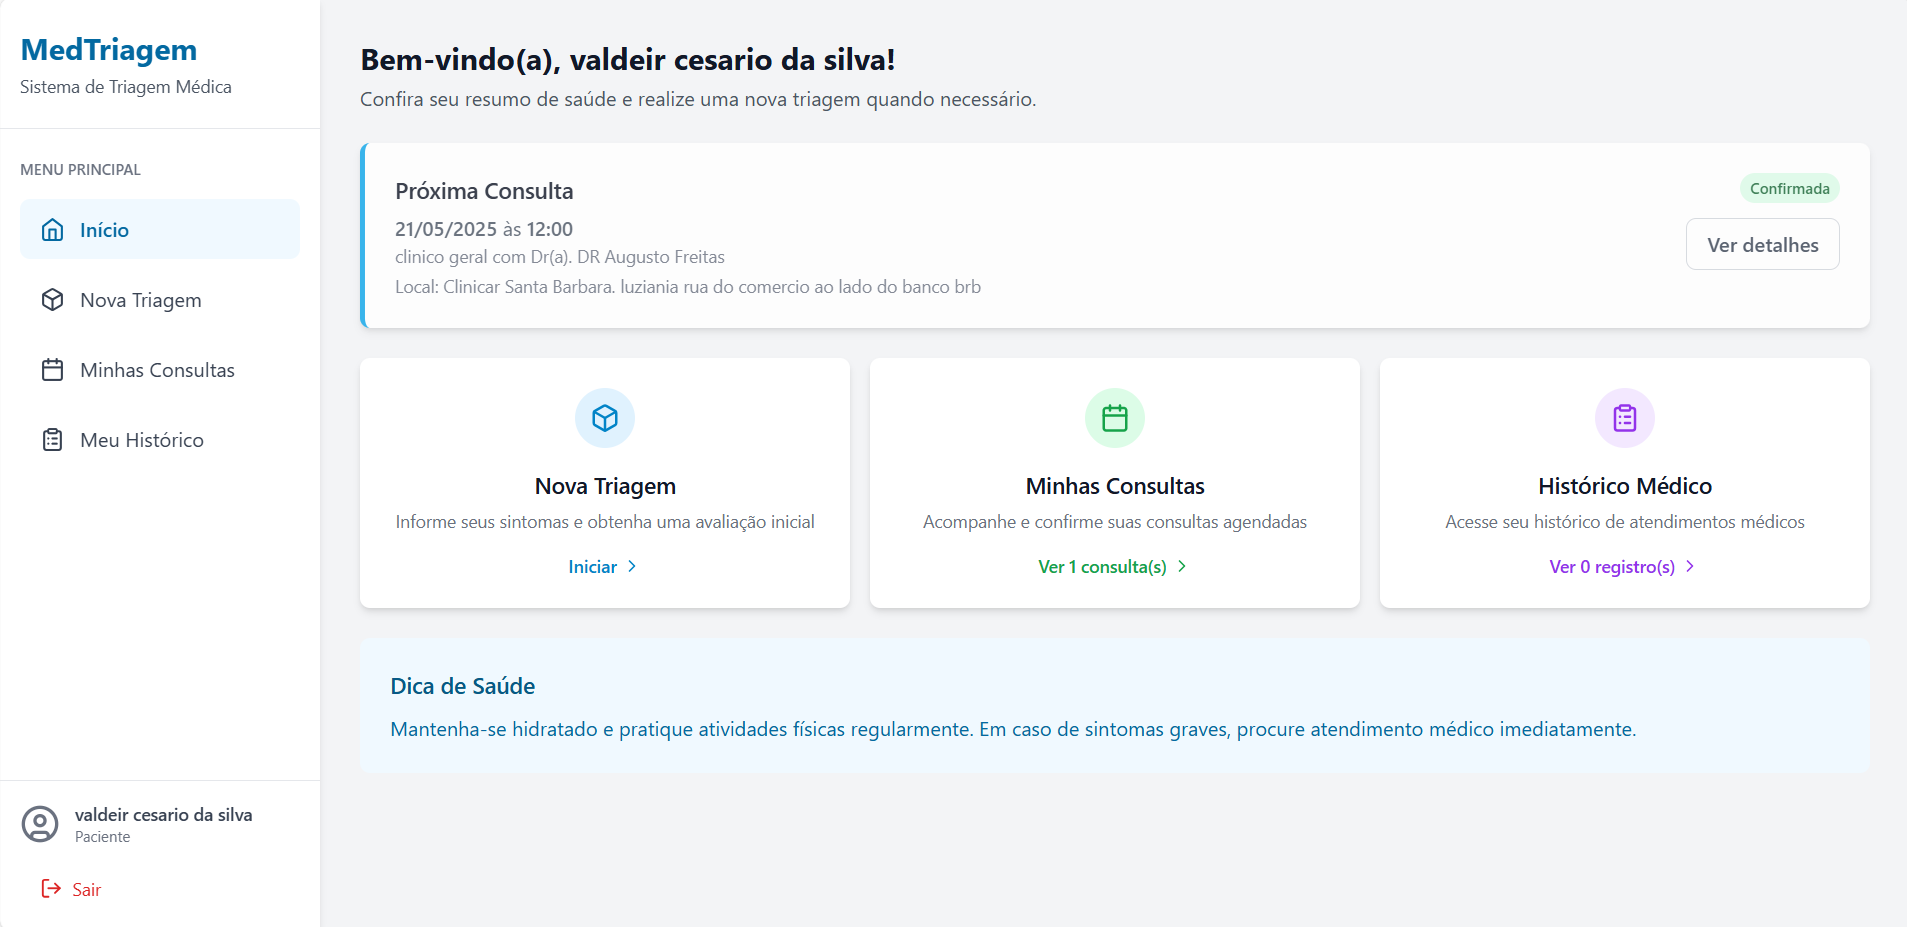 MedTriagem
Sistema de Triagem Médica
MENU PRINCIPAL
Início
Nova Triagem
Minhas Consultas
Meu Histórico
valdeir cesario da silva
Paciente
Sair
Bem-vindo(a), valdeir cesario da silva!
Confira seu resumo de saúde e realize uma nova triagem quando necessário.
Próxima Consulta
21/05/2025 às 12:00
clinico geral com Dr(a). DR Augusto Freitas
Local: Clinicar Santa Barbara. luziania rua do comercio ao lado do banco brb
Confirmada
Ver detalhes
Nova Triagem
Informe seus sintomas e obtenha uma avaliação inicial
Iniciar
Minhas Consultas
Acompanhe e confirme suas consultas agendadas
Ver 1 consulta(s)
Histórico Médico
Acesse seu histórico de atendimentos médicos
Ver 0 registro(s)
Dica de Saúde
Mantenha-se hidratado e pratique atividades físicas regularmente. Em caso de sintomas graves, procure atendimento médico imediatamente.